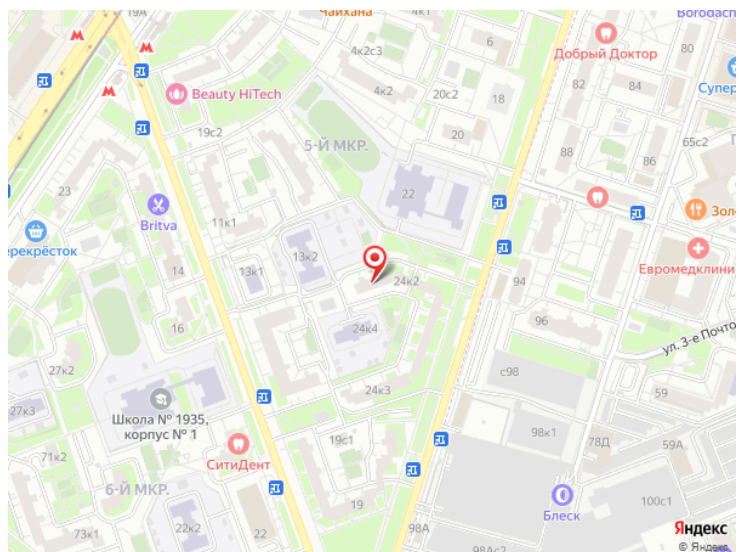 19А
Чайхана
4к1
Borodach
М
М
М
4к2с3
6
Добрый Доктор
80
Beauty HiTech
4к2
20с2
18
82
84
Супер
19с2
5-Й МКР.
20
88
86
65с2
23
22
Britva
11к1
Золо
ерекрёсток
13к2
13к1
14
24к2
94
Евромедклини
16
24к4
96
ул. 3-е Почто
27к2
с98
59
27к3
Школа № 1935,
корпус № 1
24к3
98к1
78Д
59А
71к2
СитиДент
19с1
6-Й МКР.
19
Блеск
100с1
73к1
22к2
22
98А
98Ас2
Яндекс
© Яндекс